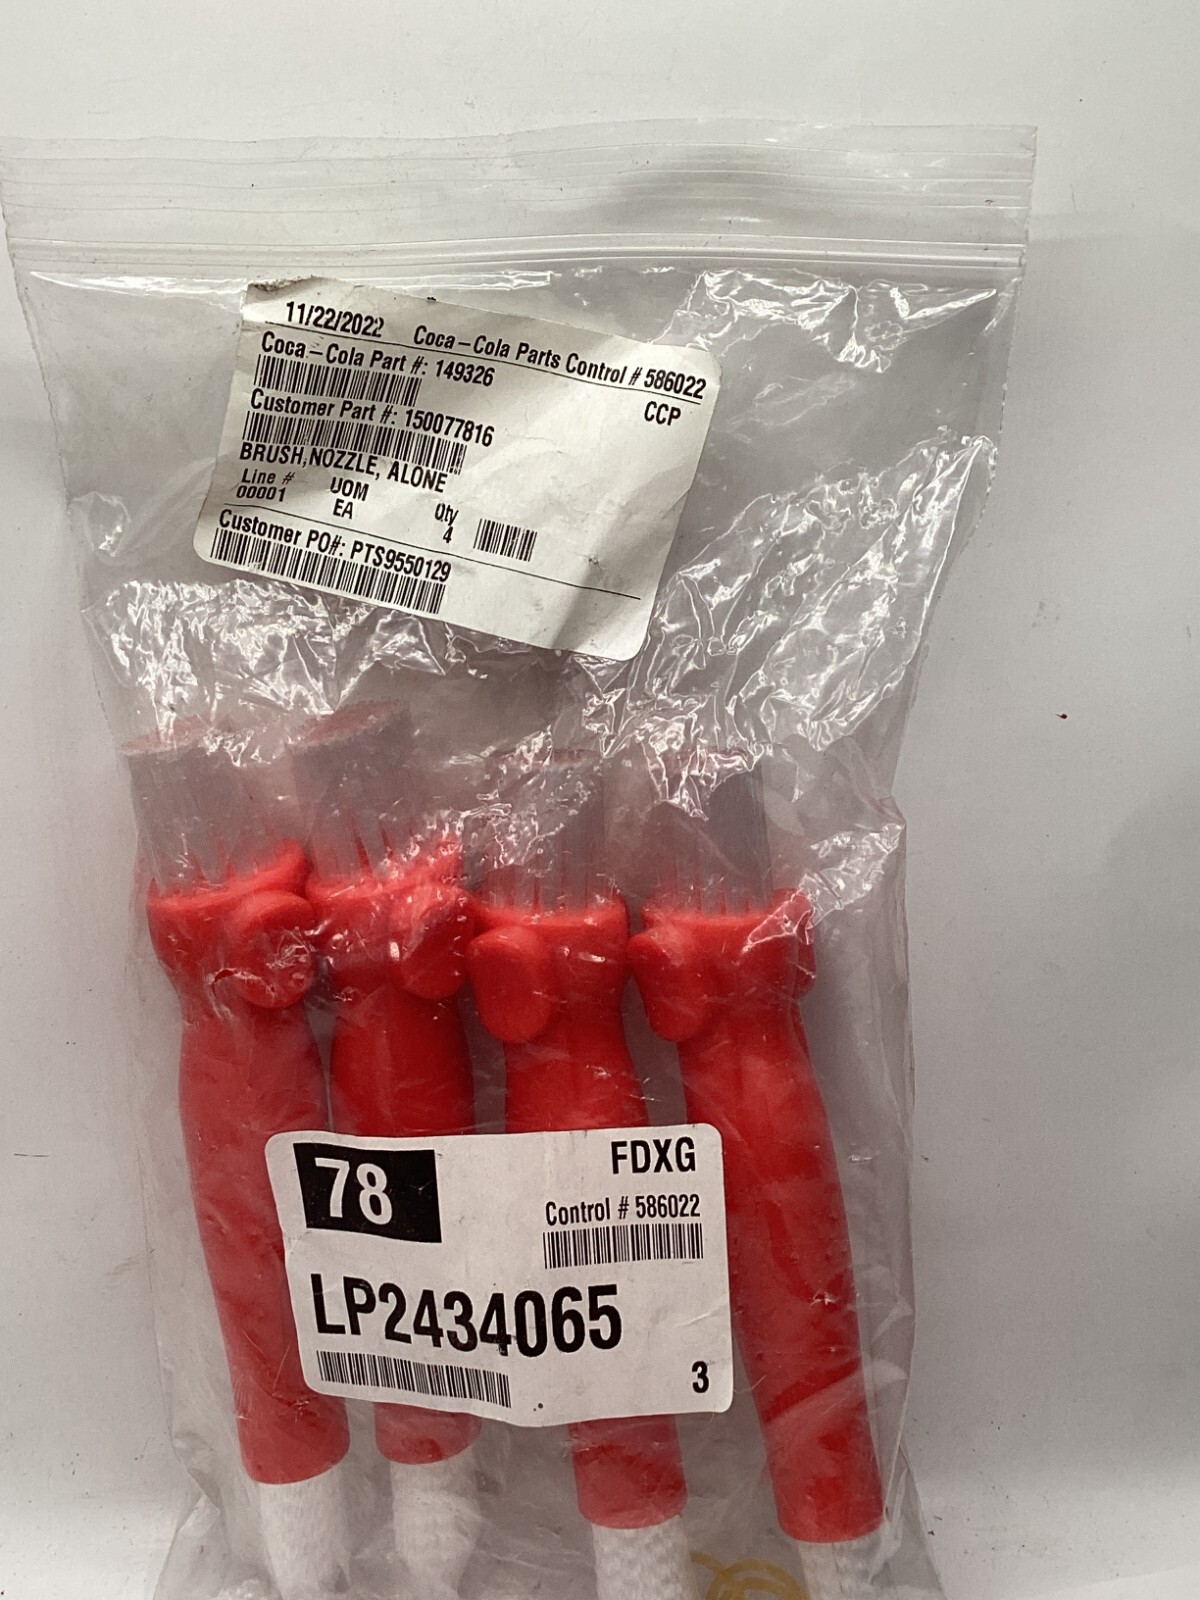 11/22/2022 Coca-Cola Parts Control # 586022
Coca-Cola Part #: 149326
CCP
Customer Part #: 150077816
BRUSH,NOZZLE, ALONE
Line # UOM Qty
00001 EA 4
Customer PO#: PTS9550129
78 FDXG
Control # 586022
LP2434065
3